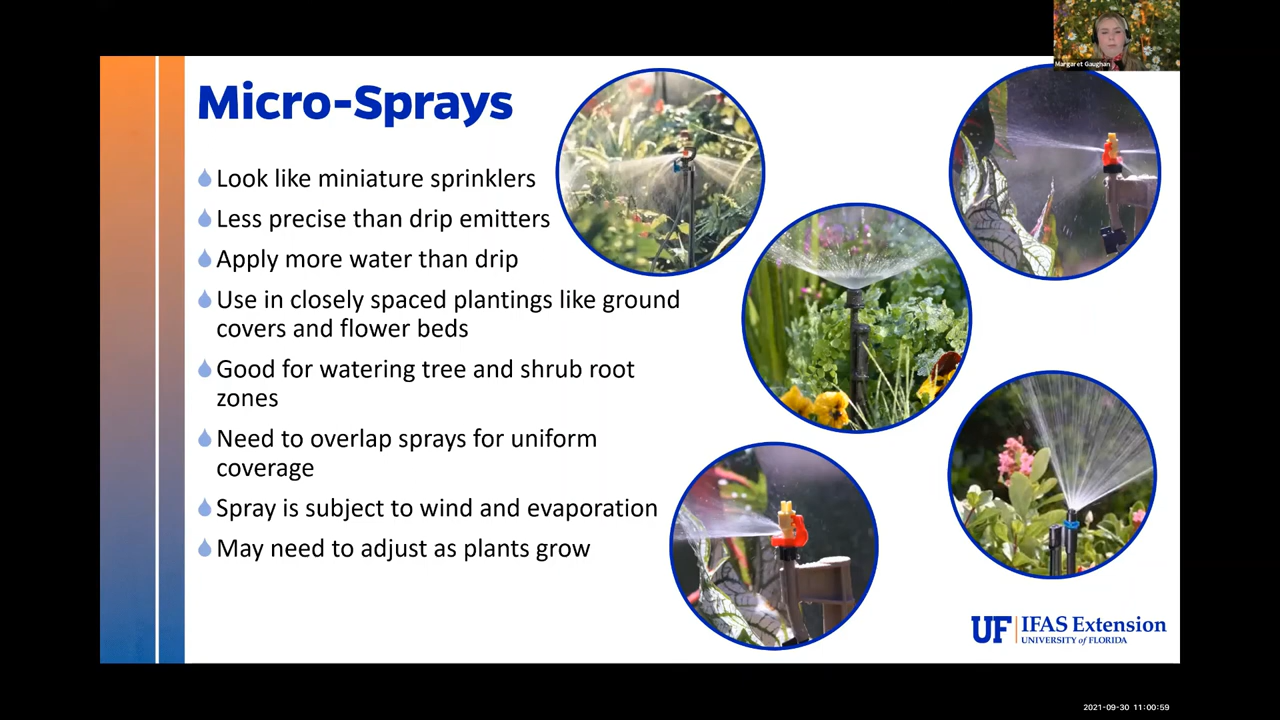 Margaret Gaughan
Micro-Sprays
Look like miniature sprinklers
Less precise than drip emitters
Apply more water than drip
Use in closely spaced plantings like ground
covers and flower beds
Good for watering tree and shrub root
zones
Need to overlap sprays for uniform
coverage
Spray is subject to wind and evaporation
May need to adjust as plants grow
UF IFAS Extension
UNIVERSITY of FLORIDA
2021-09-30 11:00:59